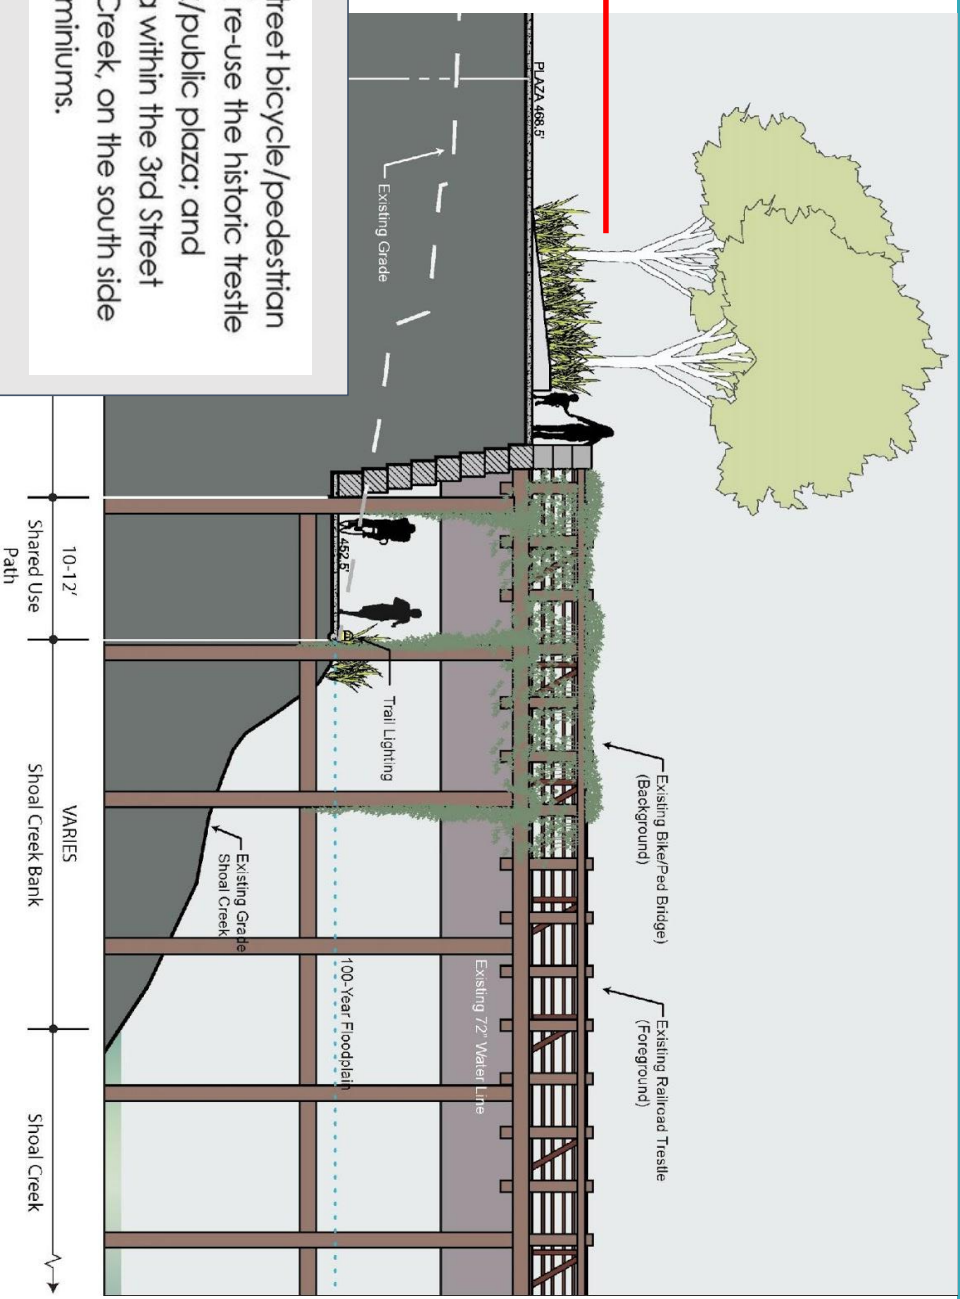 treet bicycle/pedestrian
re-use the historic trestle
/public plaza; and
within the 3rd Street
Creek, on the south side
miniums.
PLAZA 468.5'
Existing Grade
452.5'
Trail Lighting
Existing Bike/Ped Bridge)
(Background)
Existing Railroad Trestle
(Foreground)
Existing 72" Water Line
100-Year Floodplain
Existing Grade
Shoal Creek
10-12'
Shared Use
Path
VARIES
Shoal Creek Bank
Shoal Creek